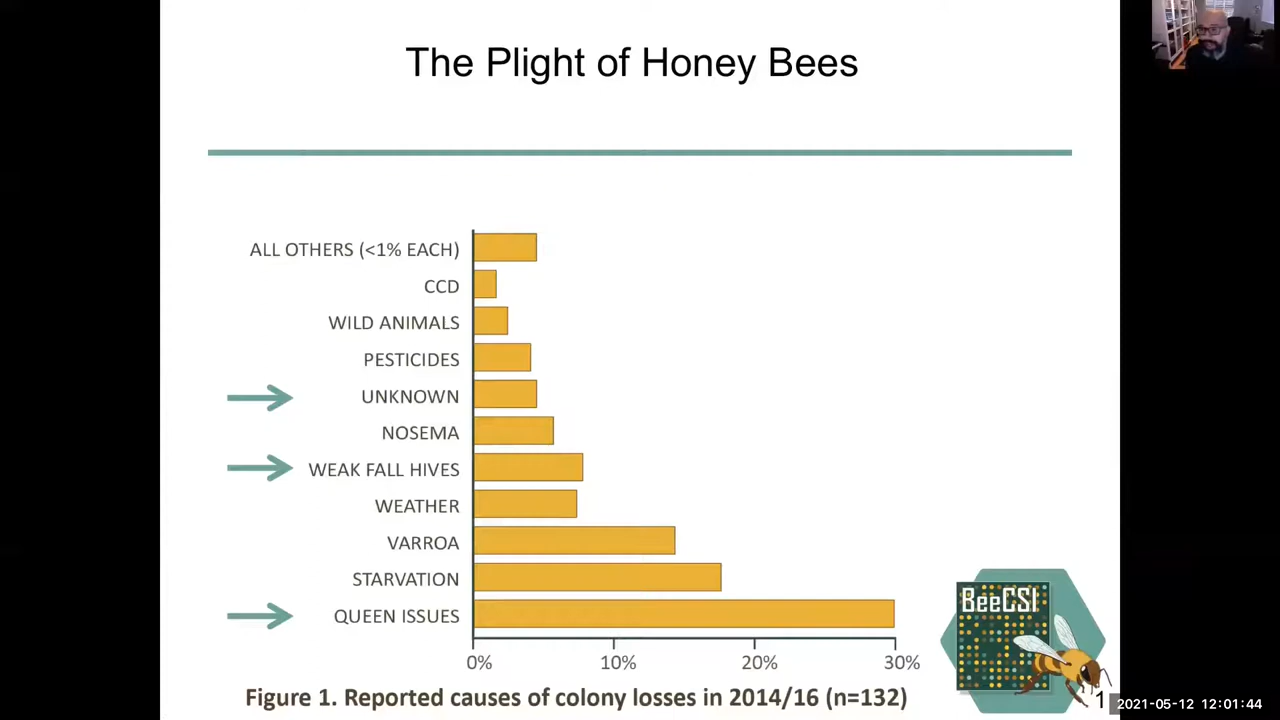 The Plight of Honey Bees
ALL OTHERS (<1% EACH)
CCD
WILD ANIMALS
PESTICIDES
UNKNOWN
NOSEMA
WEAK FALL HIVES
WEATHER
VARROA
STARVATION
QUEEN ISSUES
0% 10% 20% 30%
Figure 1. Reported causes of colony losses in 2014/16 (n=132)
BeeCSI
1
2021-05-12 12:01:44